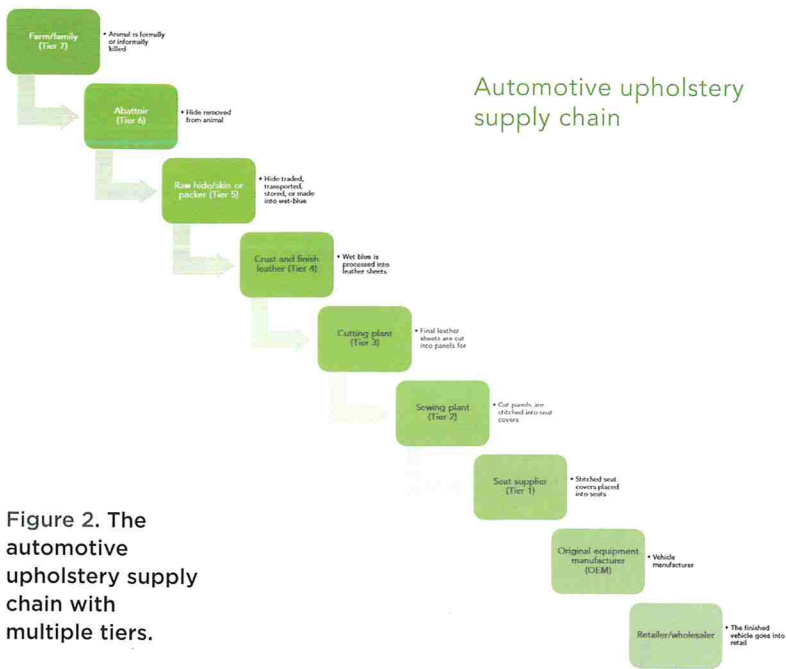 Farm/family
(Tier 7)
• Animal is formally
or informally
killed
Automotive upholstery
supply chain
Abattoir
(Tier 6)
• Hide removed
from animal
Raw hide/skin or
packer (Tier 5)
• Hide traded,
transported,
stored, or made
into wet-blue
Crust and finish
leather (Tier 4)
• Wet blue is
processed into
leather sheets
Cutting plant
(Tier 3)
• Final leather
sheets are cut
into panels for
Sewing plant
(Tier 2)
• Cut panels are
stitched into seat
covers
Seat supplier
(Tier 1)
• Stitched seat
covers placed
into seats
Figure 2. The
automotive
upholstery supply
chain with
multiple tiers.
Original equipment
manufacturer
(OEM)
• Vehicle
manufacturer
Retailer/wholesaler
• The finished
vehicle goes into
retail